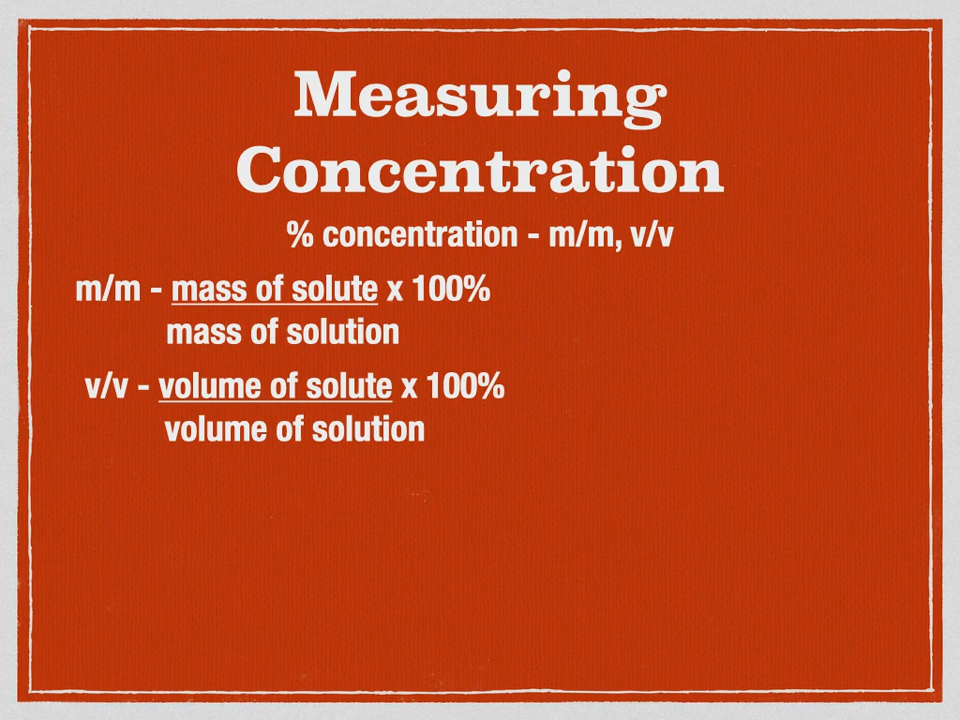 Measuring
Concentration
% concentration - m/m, v/v
m/m - mass of solute x 100%
mass of solution
v/v - volume of solute x 100%
volume of solution